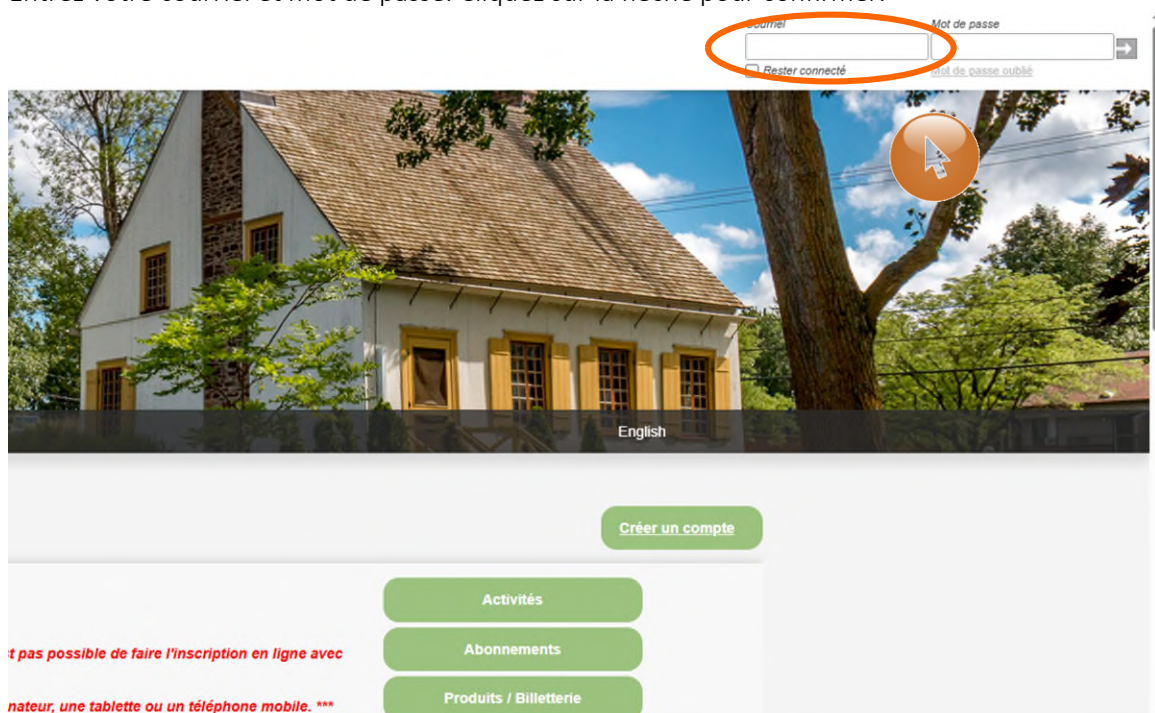 Entrez votre courriel et mot de passe. Cliquez sur la flèche pour confirmer.
Courriel Mot de passe
Rester connecté Mot de passe oublié
English
Créer un compte
Activités
t pas possible de faire l'inscription en ligne avec
Abonnements
Produits / Billetterie
nateur, une tablette ou un téléphone mobile. ***